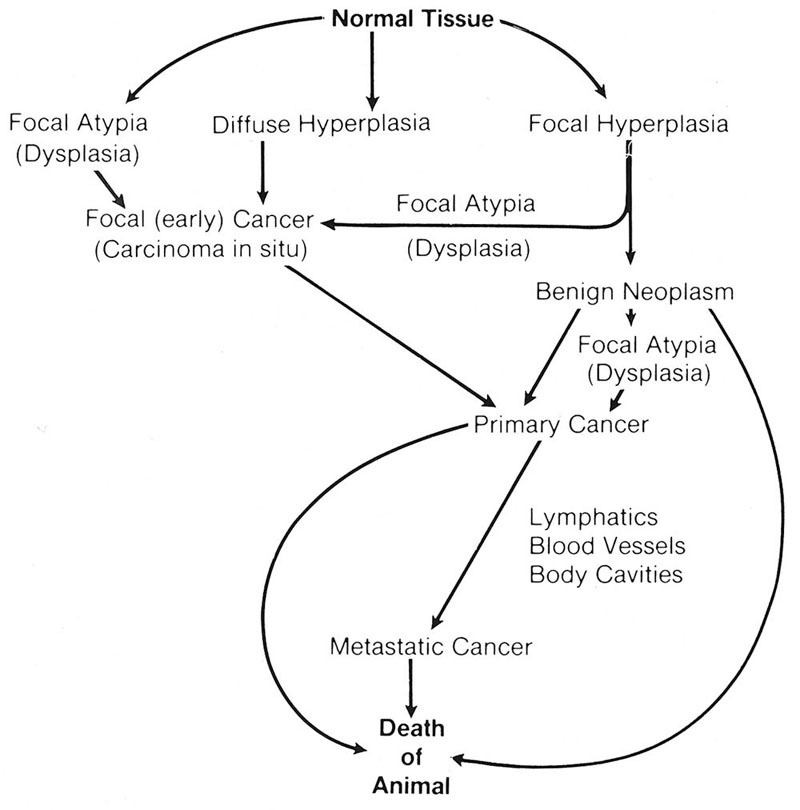 Normal Tissue
Focal Atypia
(Dysplasia)
Diffuse Hyperplasia
Focal Hyperplasia
Focal (early) Cancer
(Carcinoma in situ)
Focal Atypia
(Dysplasia)
Benign Neoplasm
Focal Atypia
(Dysplasia)
Primary Cancer
Lymphatics
Blood Vessels
Body Cavities
Metastatic Cancer
Death
of
Animal